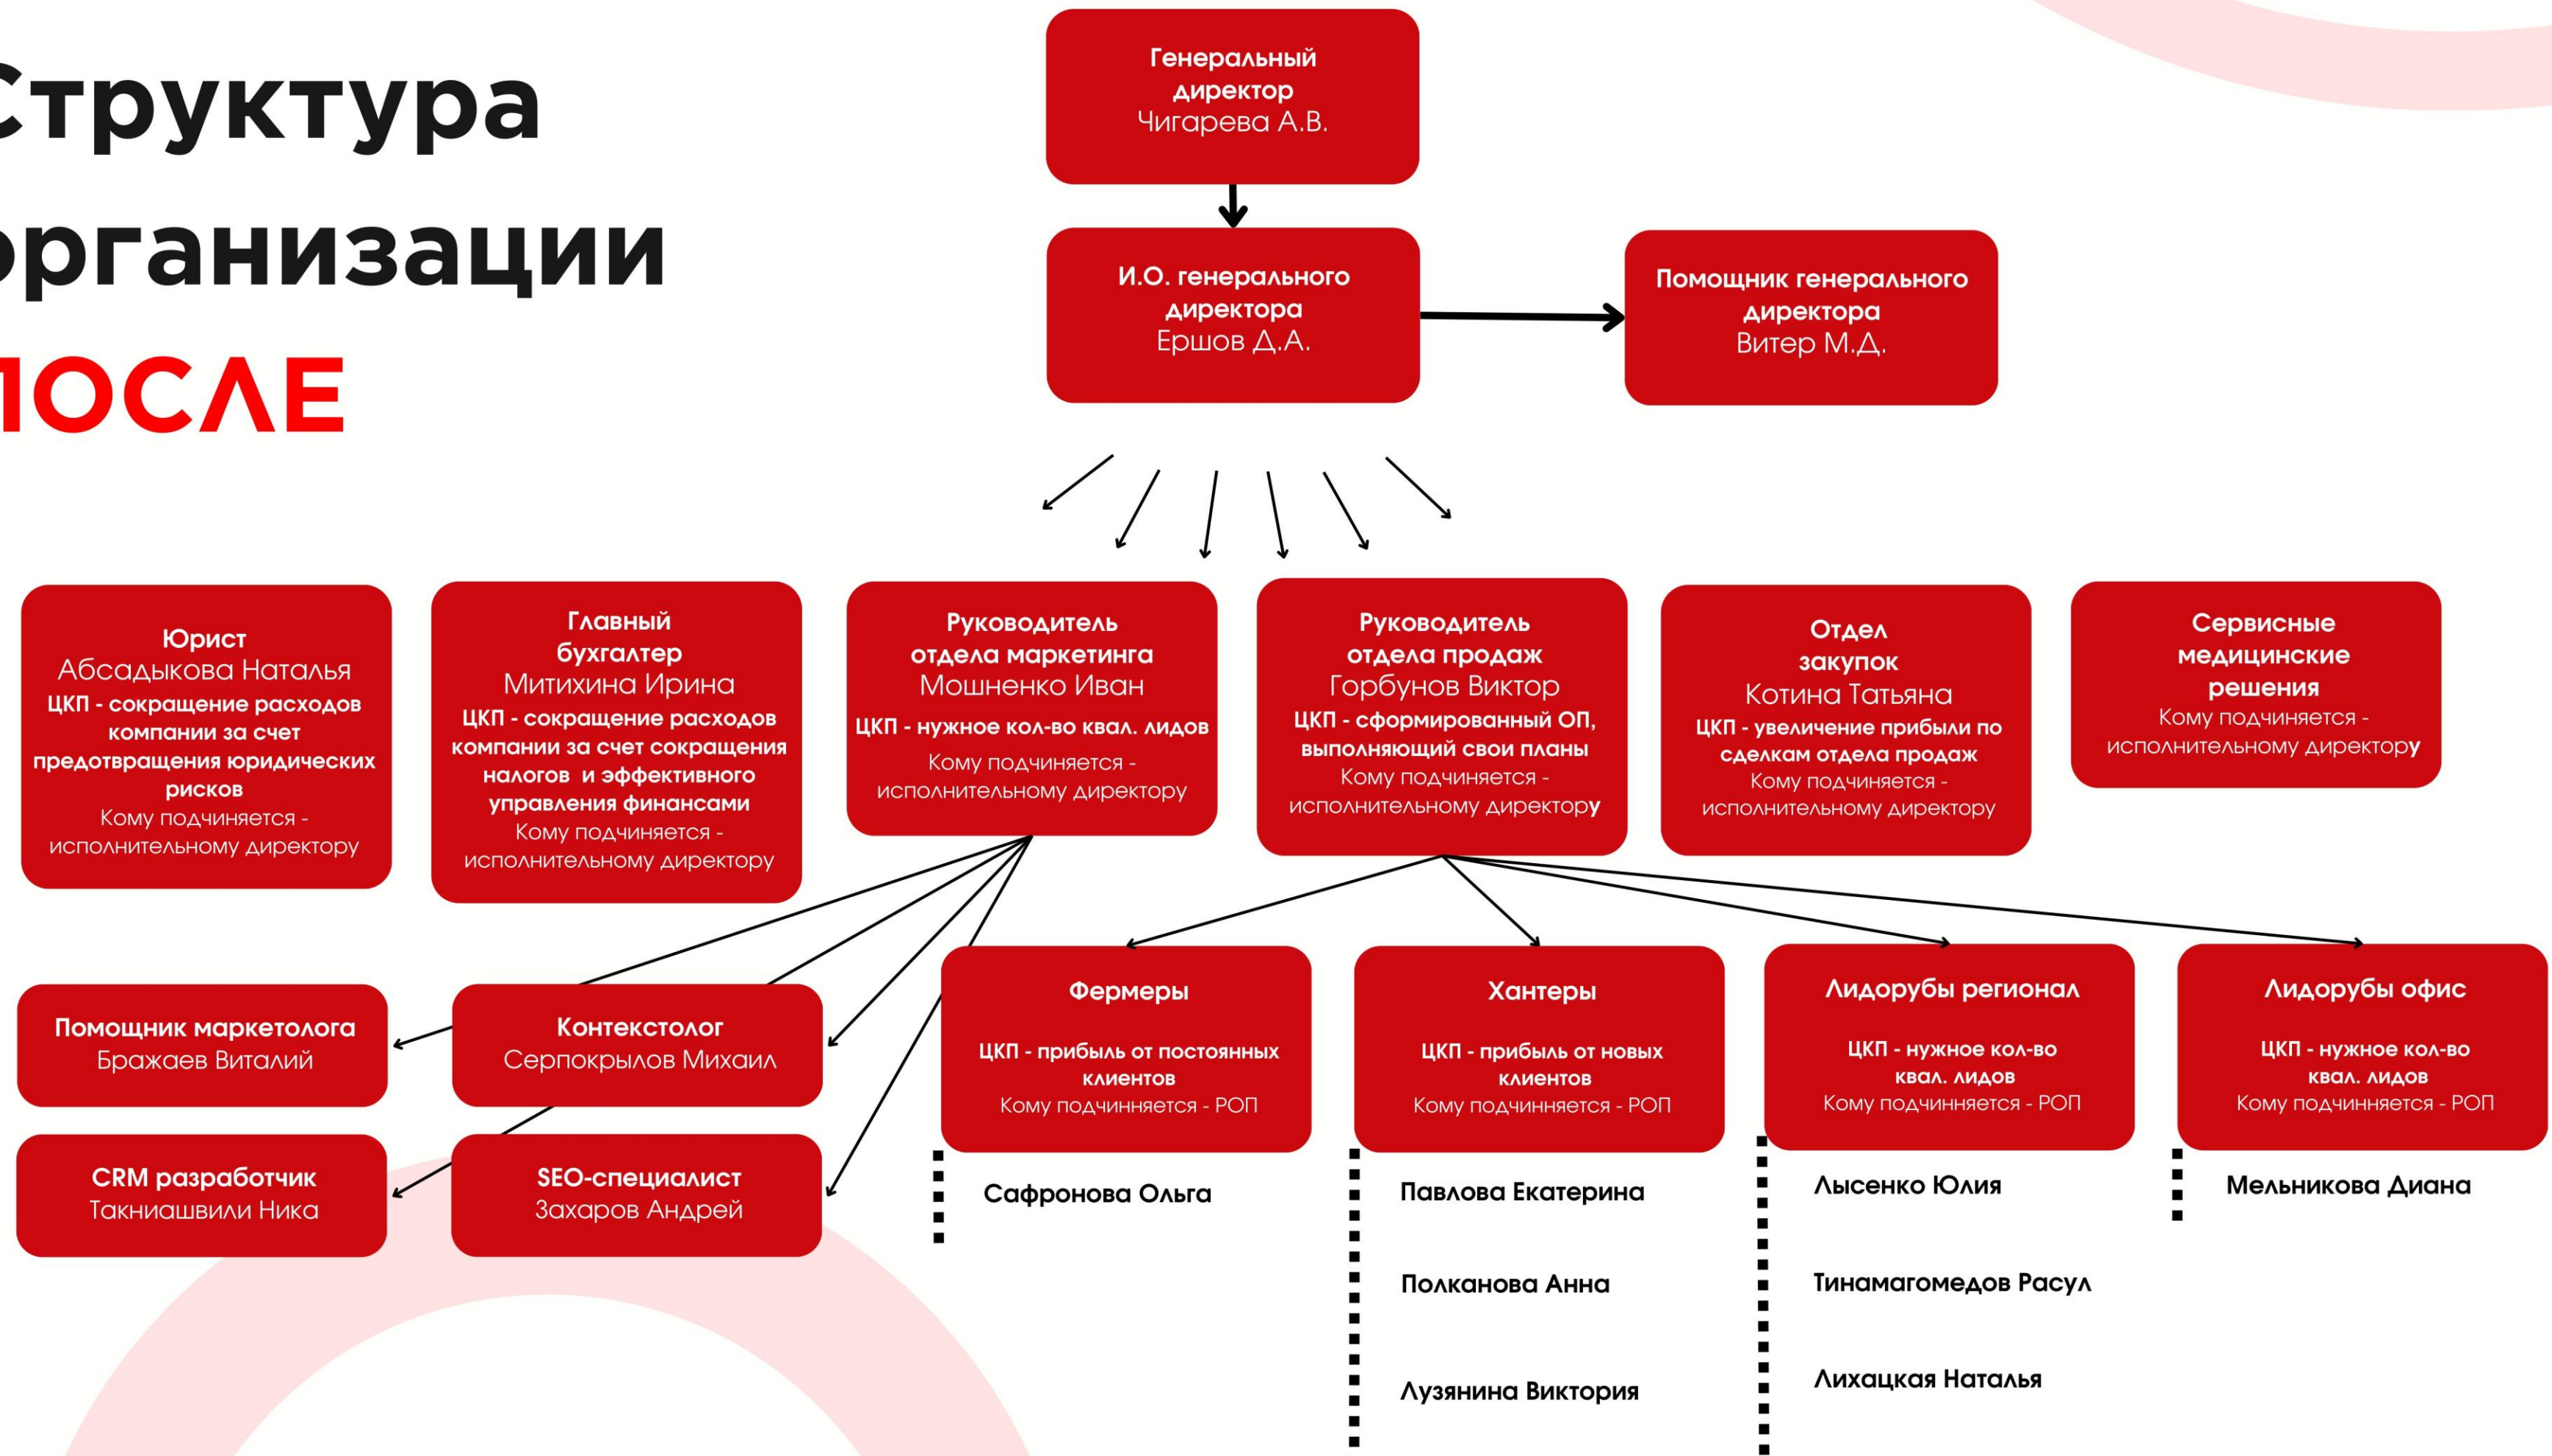 Структура
организации
ПОСЛЕ
Генеральный
директор
Чигарева А.В.
И.О. генерального
директора
Ершов Д.А.
Помощник генерального
директора
Витер М.Д.
Юрист
Абсадыкова Наталья
ЦКП - сокращение расходов
компании за счет
предотвращения юридических
рисков
Кому подчиняется -
исполнительному директору
Главный
бухгалтер
Митихина Ирина
ЦКП - сокращение расходов
компании за счет сокращения
налогов и эффективного
управления финансами
Кому подчиняется -
исполнительному директору
Руководитель
отдела маркетинга
Мошненко Иван
ЦКП - нужное кол-во квал. лидов
Кому подчиняется -
исполнительному директору
Руководитель
отдела продаж
Горбунов Виктор
ЦКП - сформированный ОП,
выполняющий свои планы
Кому подчиняется -
исполнительному директору
Отдел
закупок
Котина Татьяна
ЦКП - увеличение прибыли по
сделкам отдела продаж
Кому подчиняется -
исполнительному директору
Сервисные
медицинские
решения
Кому подчиняется -
исполнительному директору
Помощник маркетолога
Бражаев Виталий
Контекстолог
Серпокрылов Михаил
CRM разработчик
Такниашвили Ника
SEO-специалист
Захаров Андрей
Фермеры
ЦКП - прибыль от постоянных
клиентов
Кому подчинняется - РОП
Сафронова Ольга
Хантеры
ЦКП - прибыль от новых
клиентов
Кому подчинняется - РОП
Павлова Екатерина
Полканова Анна
Лузянина Виктория
Лидорубы регионал
ЦКП - нужное кол-во
квал. лидов
Кому подчинняется - РОП
Лысенко Юлия
Тинамагомедов Расул
Лихацкая Наталья
Лидорубы офис
ЦКП - нужное кол-во
квал. лидов
Кому подчинняется - РОП
Мельникова Диана